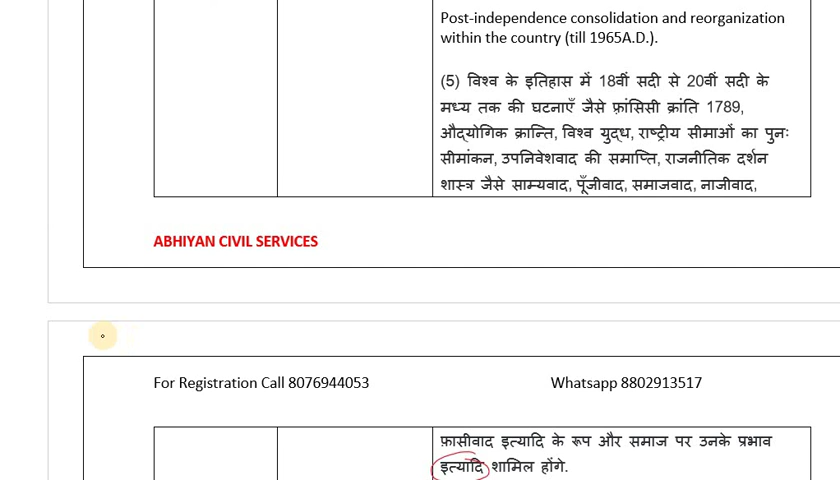 Post-independence consolidation and reorganization
within the country (till 1965A.D.).
(5) विश्व के इतिहास में 18वीं सदी से 20वीं सदी के
मध्य तक की घटनाएँ जैसे फ़्रांसिसी क्रांति 1789,
औद्योगिक क्रान्ति, विश्व युद्ध, राष्ट्रीय सीमाओं का पुनः
सीमांकन, उपनिवेशवाद की समाप्ति, राजनीतिक दर्शन
शास्त्र जैसे साम्यवाद, पूँजीवाद, समाजवाद, नाजीवाद,
ABHIYAN CIVIL SERVICES
For Registration Call 8076944053 Whatsapp 8802913517
फ़ासीवाद इत्यादि के रूप और समाज पर उनके प्रभाव
इत्यादि शामिल होंगे.